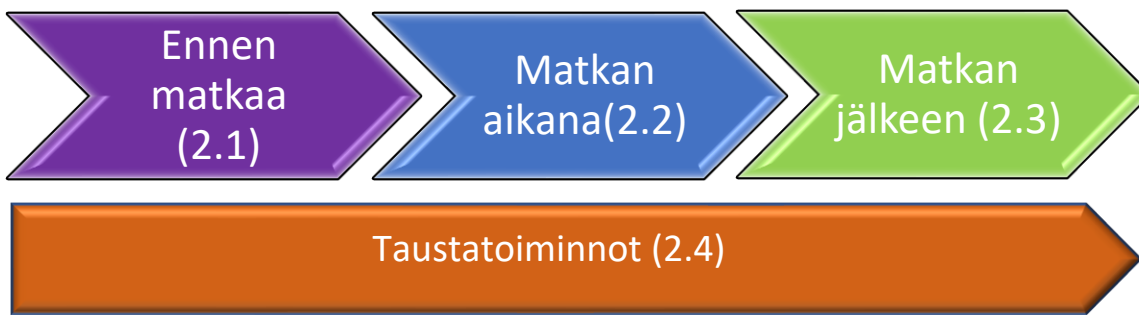 Ennen
matkaa
(2.1)
Matkan
aikana(2.2)
Matkan
jälkeen (2.3)
Taustatoiminnot (2.4)